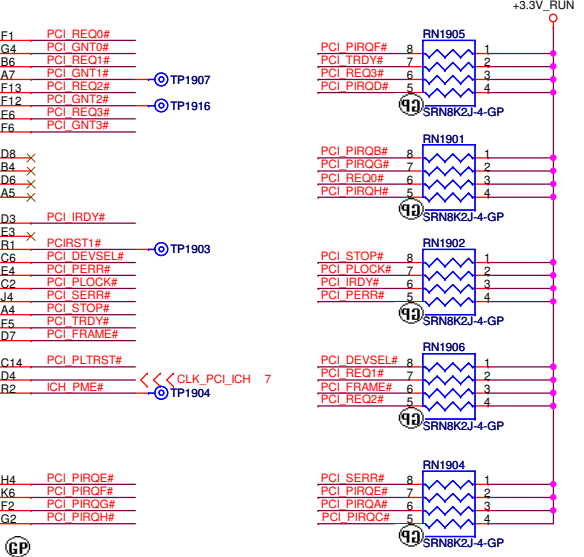 +3.3V_RUN
F1 PCI_REQ0#
G4 PCI_GNT0#
B6 PCI_REQ1#
A7 PCI_GNT1# TP1907
F13 PCI_REQ2#
F12 PCI_GNT2# TP1916
E6 PCI_REQ3#
F6 PCI_GNT3#
D8
B4
D6
A5
D3 PCI_IRDY#
E3
R1 PCIRST1# TP1903
C6 PCI_DEVSEL#
E4 PCI_PERR#
C2 PCI_PLOCK#
J4 PCI_SERR#
A4 PCI_STOP#
F5 PCI_TRDY#
D7 PCI_FRAME#
C14 PCI_PLTRST#
D4 CLK_PCI_ICH 7
R2 ICH_PME# TP1904
H4 PCI_PIRQE#
K6 PCI_PIRQF#
F2 PCI_PIRQG#
G2 PCI_PIRQH#
GP
RN1905
PCI_PIRQF# 8 1
PCI_TRDY# 7 2
PCI_REQ3# 6 3
PCI_PIRQD# 5 4
GP SRN8K2J-4-GP
RN1901
PCI_PIRQB# 8 1
PCI_PIRQG# 7 2
PCI_REQ0# 6 3
PCI_PIRQH# 5 4
GP SRN8K2J-4-GP
RN1902
PCI_STOP# 8 1
PCI_PLOCK# 7 2
PCI_IRDY# 6 3
PCI_PERR# 5 4
GP SRN8K2J-4-GP
RN1906
PCI_DEVSEL# 8 1
PCI_REQ1# 7 2
PCI_FRAME# 6 3
PCI_REQ2# 5 4
GP SRN8K2J-4-GP
RN1904
PCI_SERR# 8 1
PCI_PIRQE# 7 2
PCI_PIRQA# 6 3
PCI_PIRQC# 5 4
GP SRN8K2J-4-GP